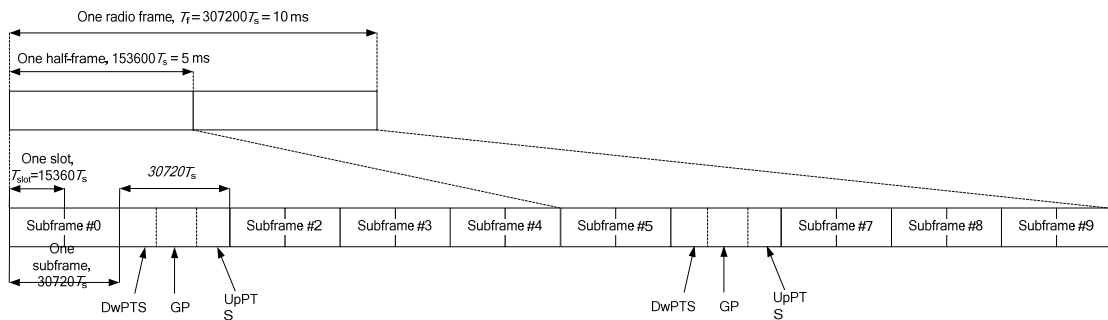 One radio frame, Tf = 307200Ts = 10 ms
One half-frame, 153600Ts = 5 ms
One slot,
Tslot=15360Ts
30720Ts
Subframe #0
Subframe #2
Subframe #3
Subframe #4
Subframe #5
Subframe #7
Subframe #8
Subframe #9
One
subframe,
30720Ts
DwPTS
GP
UpPT
S
DwPTS
GP
UpPT
S